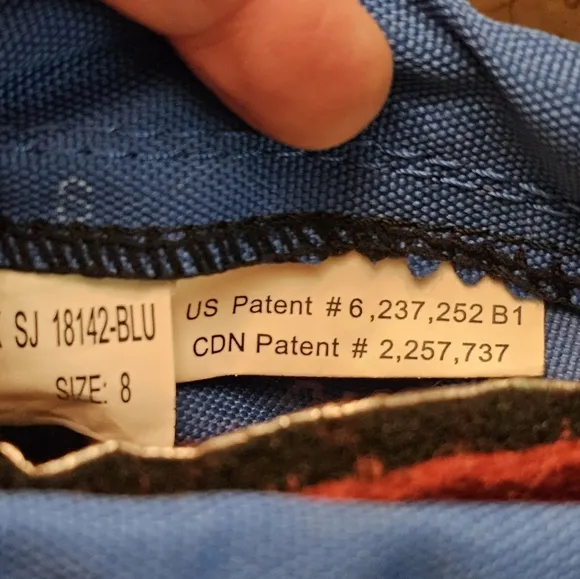 SJ 18142-BLU
SIZE: 8
US Patent # 6,237,252 B1
CDN Patent # 2,257,737